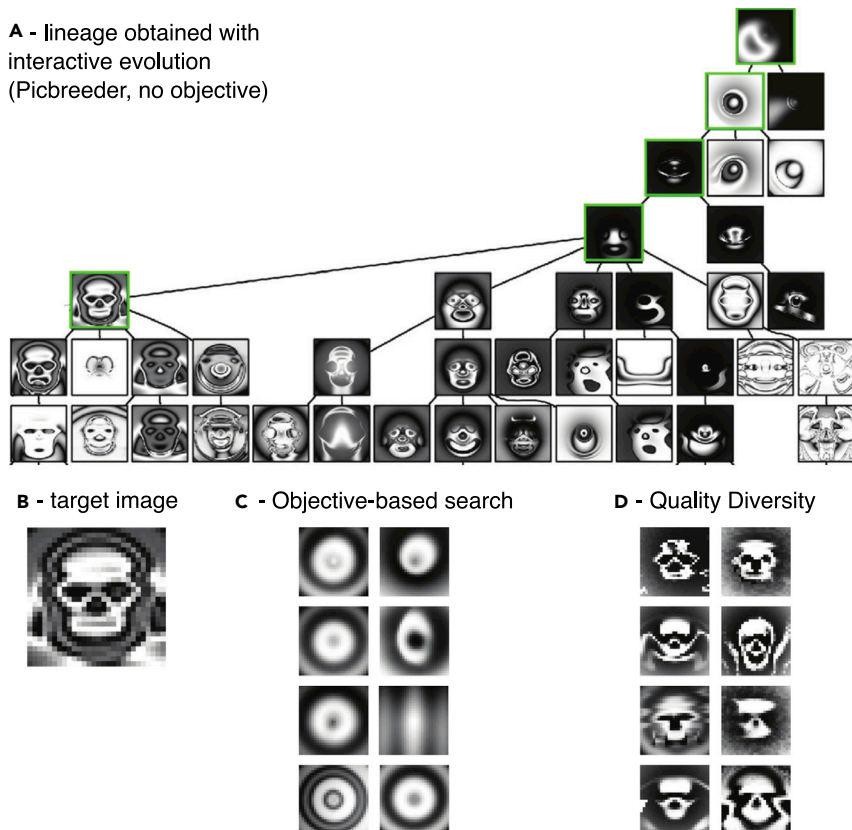 A - lineage obtained with
interactive evolution
(Picbreeder, no objective)
B - target image
C - Objective-based search
D - Quality Diversity